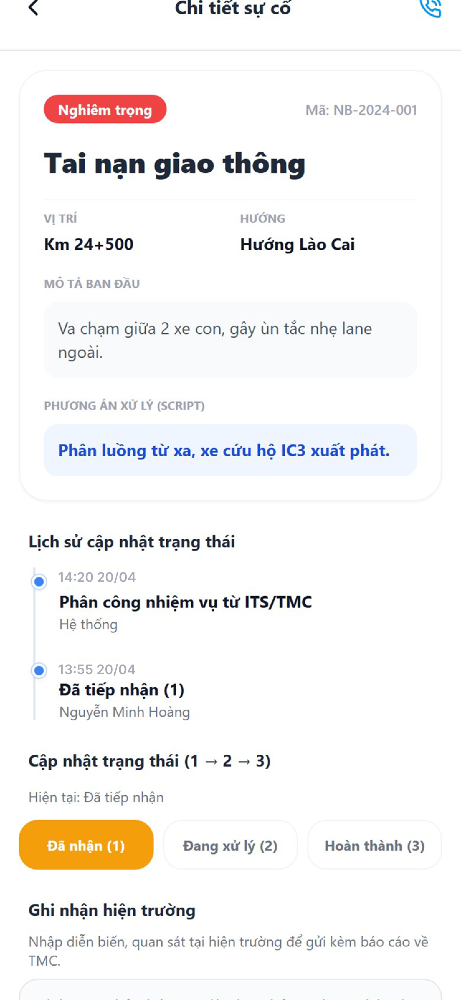 Chi tiết sự cố
Nghiêm trọng
Mã: NB-2024-001
Tai nạn giao thông
VỊ TRÍ
HƯỚNG
Km 24+500
Hướng Lào Cai
MÔ TẢ BAN ĐẦU
Va chạm giữa 2 xe con, gây ùn tắc nhẹ lane
ngoài.
PHƯƠNG ÁN XỬ LÝ (SCRIPT)
Phân luồng từ xa, xe cứu hộ IC3 xuất phát.
Lịch sử cập nhật trạng thái
14:20 20/04
Phân công nhiệm vụ từ ITS/TMC
Hệ thống
13:55 20/04
Đã tiếp nhận (1)
Nguyễn Minh Hoàng
Cập nhật trạng thái (1 → 2 → 3)
Hiện tại: Đã tiếp nhận
Đã nhận (1)
Đang xử lý (2)
Hoàn thành (3)
Ghi nhận hiện trường
Nhập diễn biến, quan sát tại hiện trường để gửi kèm báo cáo về
TMC.